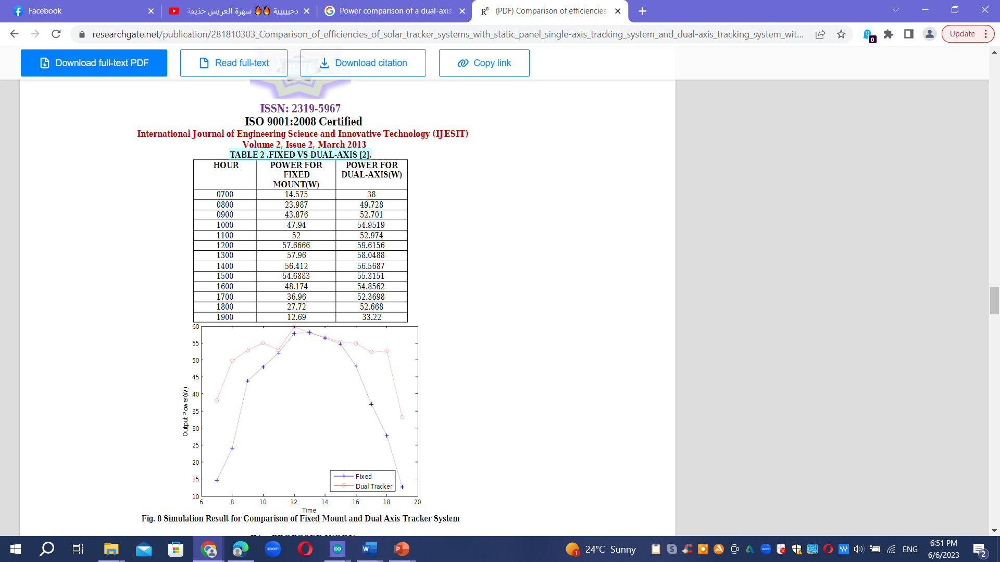 Facebook
دحيييييية 🔥🔥 سهرة العريس حذيفة
Power comparison of a dual-axis
(PDF) Comparison of efficiencies
researchgate.net/publication/281810303_Comparison_of_efficiencies_of_solar_tracker_systems_with_static_panel_single-axis_tracking_system_and_dual-axis_tracking_system_wit...
0
Update
Download full-text PDF
Read full-text
Download citation
Copy link
ISSN: 2319-5967
ISO 9001:2008 Certified
International Journal of Engineering Science and Innovative Technology (IJESIT)
Volume 2, Issue 2, March 2013
TABLE 2 .FIXED VS DUAL-AXIS [2].
HOUR POWER FOR FIXED MOUNT(W) POWER FOR DUAL-AXIS(W)
0700 14.575 38
0800 23.987 49.728
0900 43.876 52.701
1000 47.94 54.9519
1100 52 52.974
1200 57.6666 59.6156
1300 57.96 58.0488
1400 56.412 56.5687
1500 54.6883 55.3151
1600 48.174 54.8562
1700 36.96 52.3698
1800 27.72 52.668
1900 12.69 33.22
60
55
50
45
40
35
30
25
20
15
10
Output Power(W)
Fixed
Dual Tracker
6 8 10 12 14 16 18 20
Time
Fig. 8 Simulation Result for Comparison of Fixed Mount and Dual Axis Tracker System
zoom
24°C Sunny
ENG
6:51 PM
6/6/2023
2